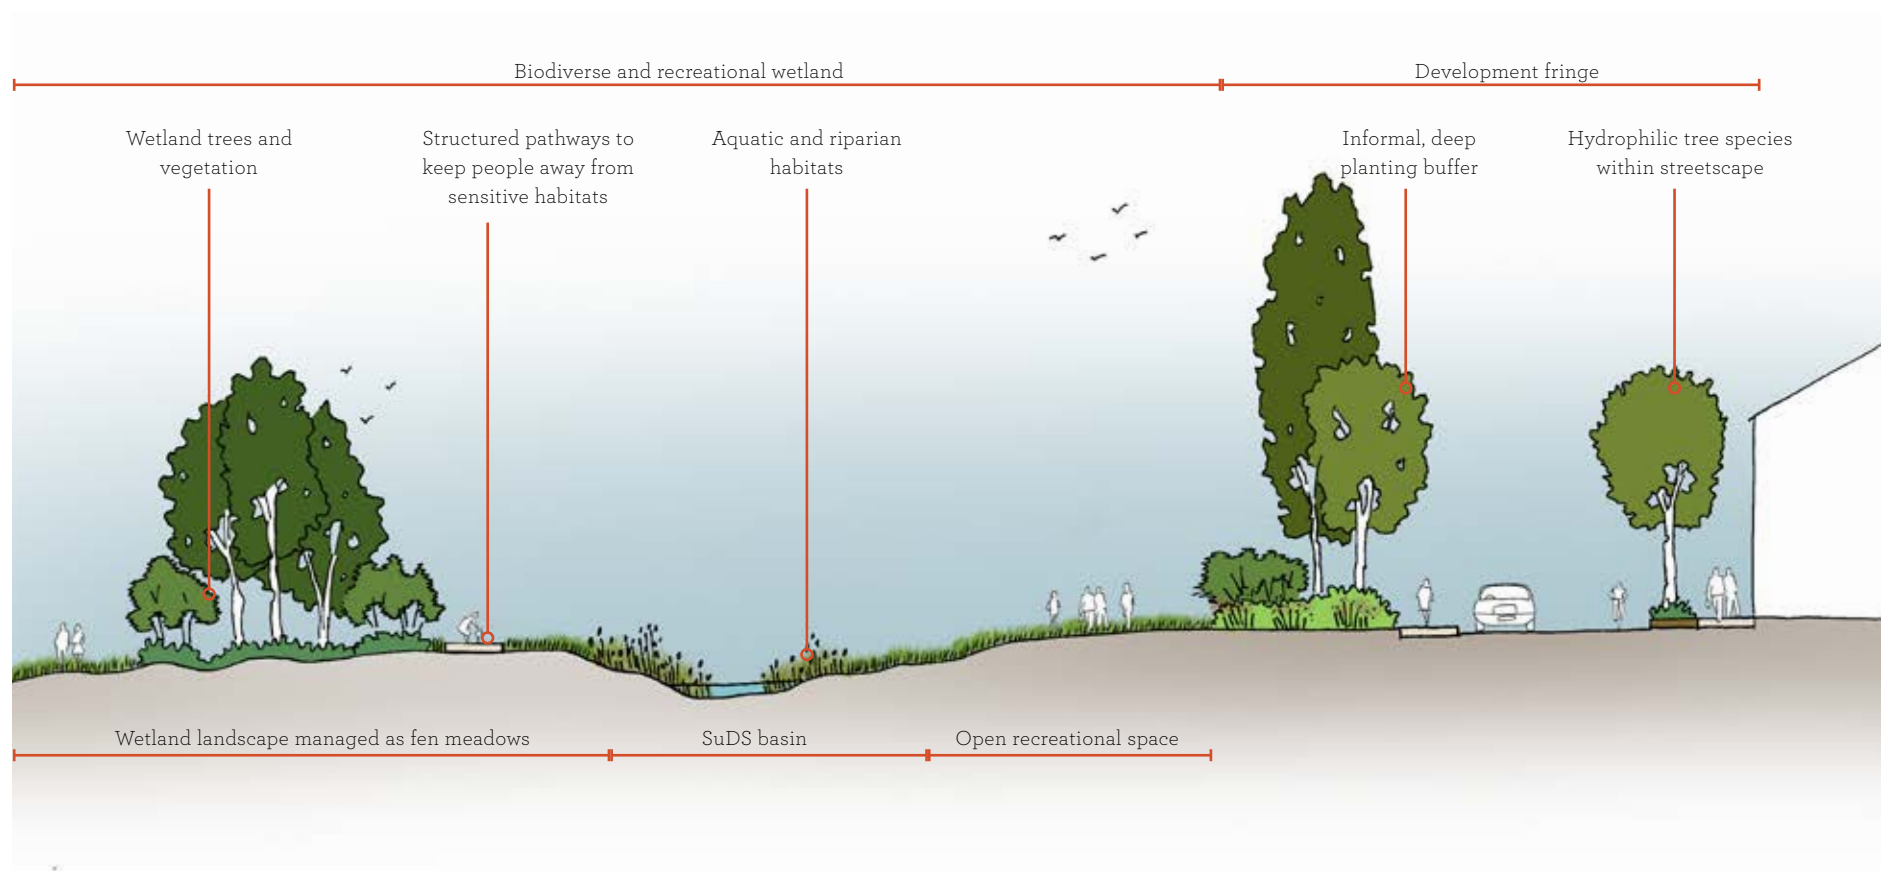 Biodiverse and recreational wetland
Development fringe
Wetland trees and
vegetation
Structured pathways to
keep people away from
sensitive habitats
Aquatic and riparian
habitats
Informal, deep
planting buffer
Hydrophilic tree species
within streetscape
Wetland landscape managed as fen meadows
SuDS basin
Open recreational space